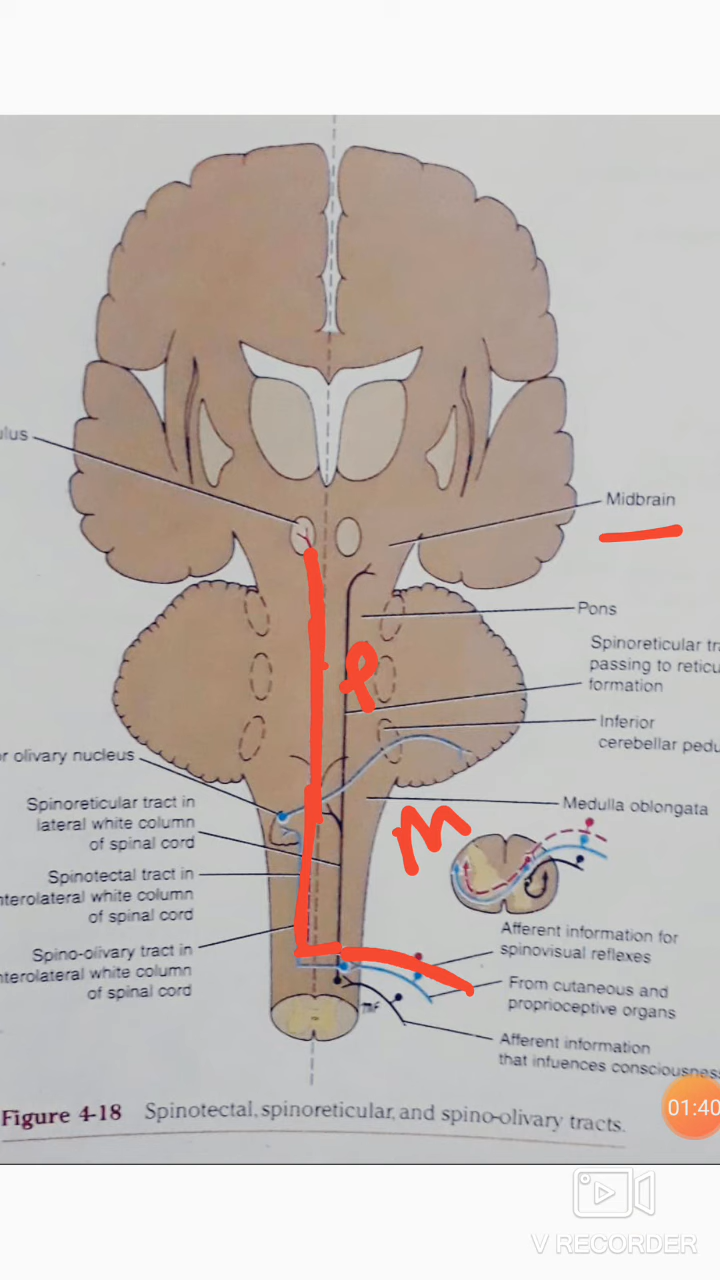 ulus
Midbrain
Pons
Spinoreticular tra
passing to reticu
formation
P
Inferior
cerebellar pedu
or olivary nucleus
Medulla oblongata
M
Spinoreticular tract in
lateral white column
of spinal cord
Spinotectal tract in
nterolateral white column
of spinal cord
Afferent information for
spinovisual reflexes
Spino-olivary tract in
nterolateral white column
of spinal cord
From cutaneous and
proprioceptive organs
Afferent information
that infuences consciousness
Figure 4-18 Spinotectal, spinoreticular, and spino-olivary tracts.
01:40
V RECORDER